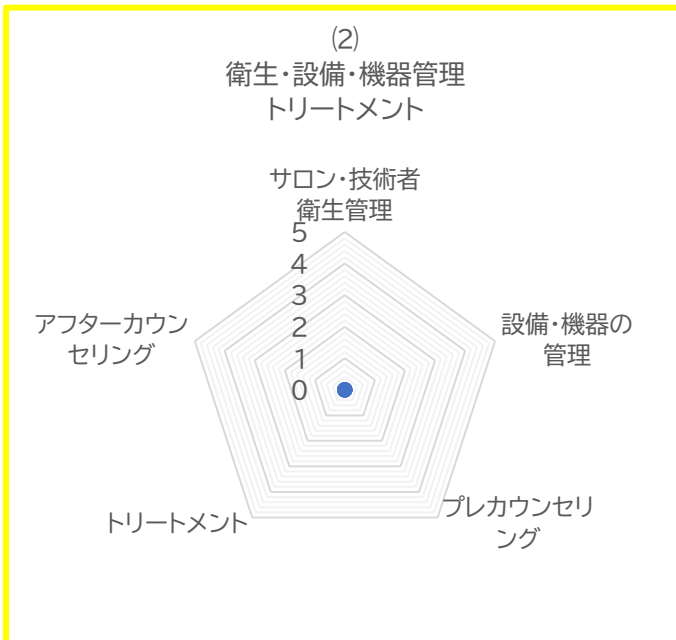 (2)
衛生・設備・機器管理
トリートメント
サロン・技術者
衛生管理
5
4
3
2
1
0
設備・機器の
管理
プレカウンセリ
ング
トリートメント
アフターカウン
セリング